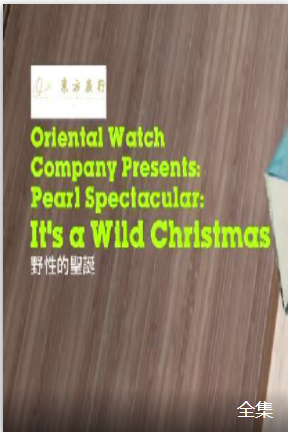 東方表行
Oriental Watch
Company Presents:
Pearl Spectacular:
It's a Wild Christmas
野性的聖誕
全集